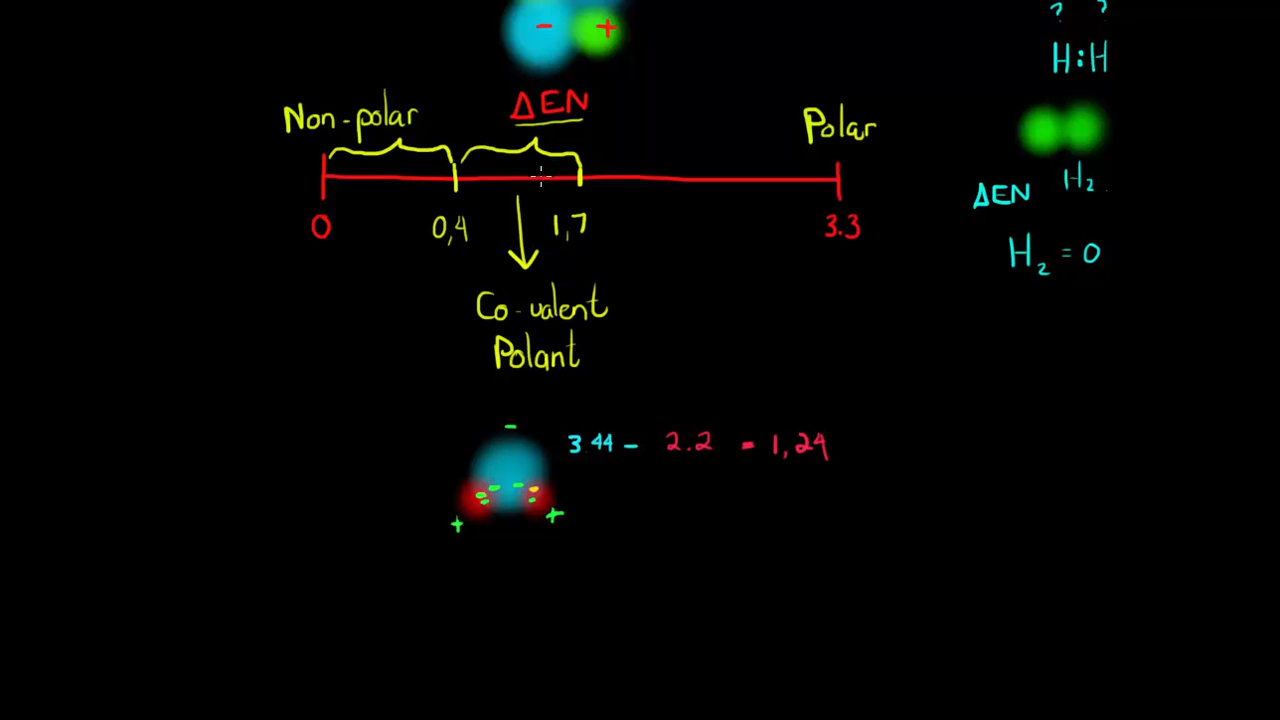 - +
? ?
H:H
ΔEN
Non-polar
Polar
H₂
ΔEN
0
0,4
1,7
3.3
H₂ = 0
Co-valent
Polant
-
3 44 - 2.2 = 1,24
+ +